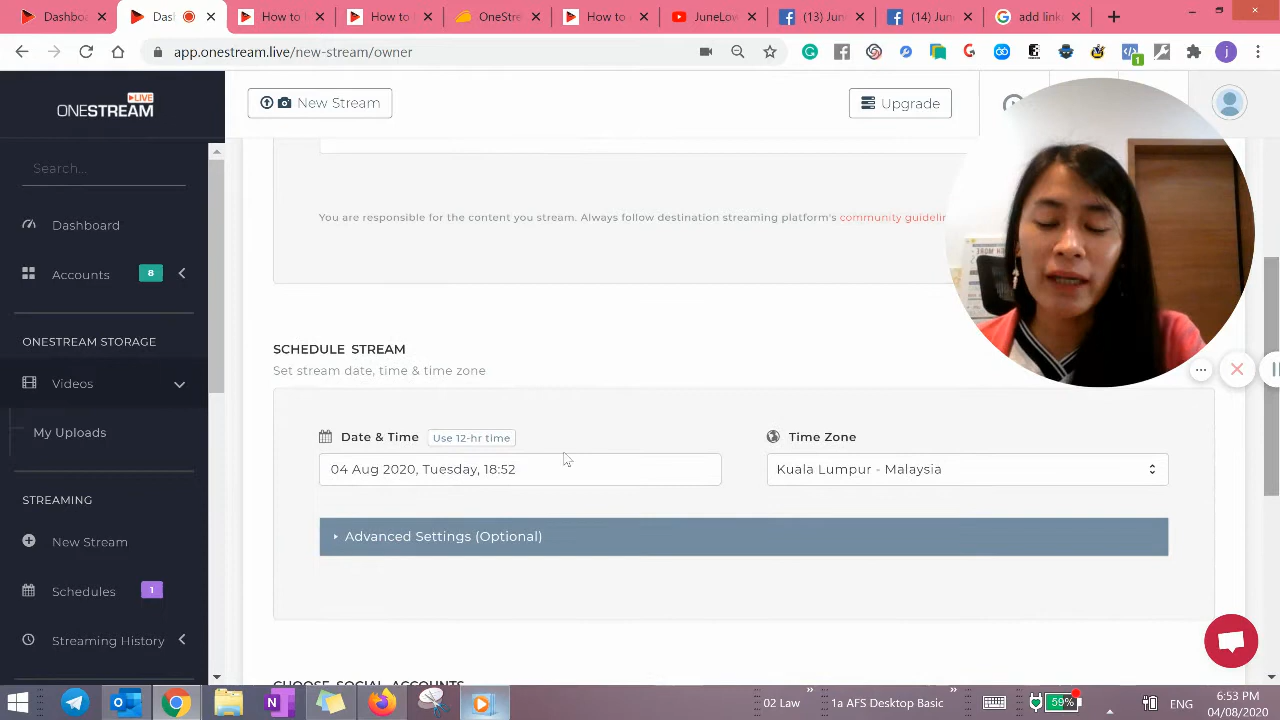 Dashbo
Dasl
How to
How to
OneStre
How to
JuneLov
(13) Jun
(14) Jun
add link
app.onestream.live/new-stream/owner
LIVE
ONESTREAM
New Stream
Upgrade
Search...
Dashboard
Accounts 8
ONESTREAM STORAGE
Videos
My Uploads
STREAMING
New Stream
Schedules 1
Streaming History
You are responsible for the content you stream. Always follow destination streaming platform's community guidelin
SCHEDULE STREAM
Set stream date, time & time zone
Date & Time Use 12-hr time
04 Aug 2020, Tuesday, 18:52
Time Zone
Kuala Lumpur - Malaysia
Advanced Settings (Optional)
CHOOSE SOCIAL ACCOUNTS
02 Law
1a AFS Desktop Basic
59%
ENG
6:53 PM
04/08/2020